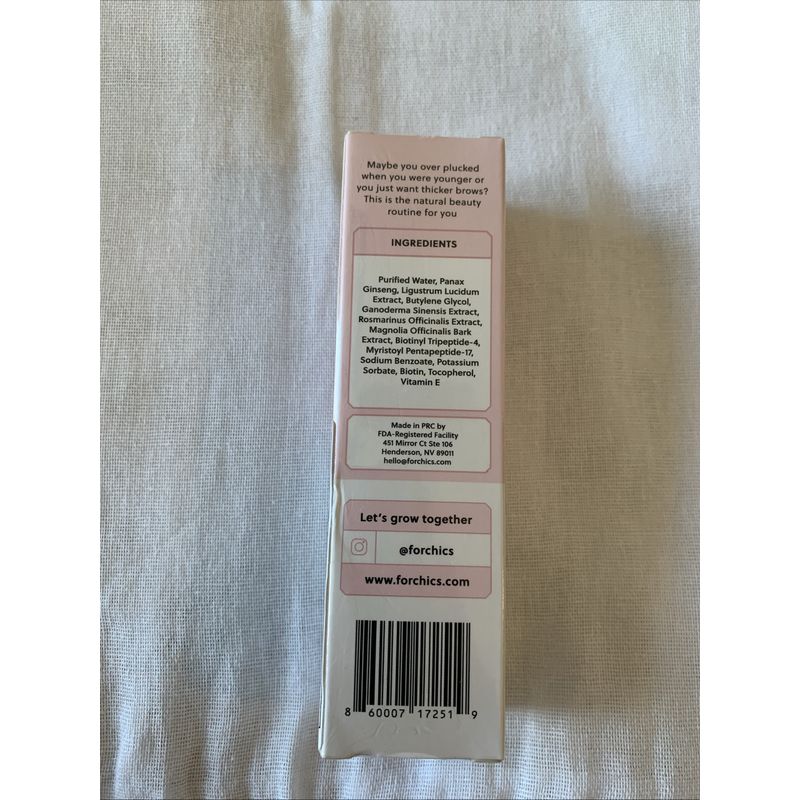 Maybe you over plucked
when you were younger or
you just want thicker brows?
This is the natural beauty
routine for you
INGREDIENTS
Purified Water, Panax
Ginseng, Ligustrum Lucidum
Extract, Butylene Glycol,
Ganoderma Sinensis Extract,
Rosmarinus Officinalis Extract,
Magnolia Officinalis Bark
Extract, Biotinyl Tripeptide-4,
Myristoyl Pentapeptide-17,
Sodium Benzoate, Potassium
Sorbate, Biotin, Tocopherol,
Vitamin E
Made in PRC by
FDA-Registered Facility
451 Mirror Ct Ste 106
Henderson, NV 89011
hello@forchics.com
Let's grow together
@forchics
www.forchics.com
8 60007 17251 9